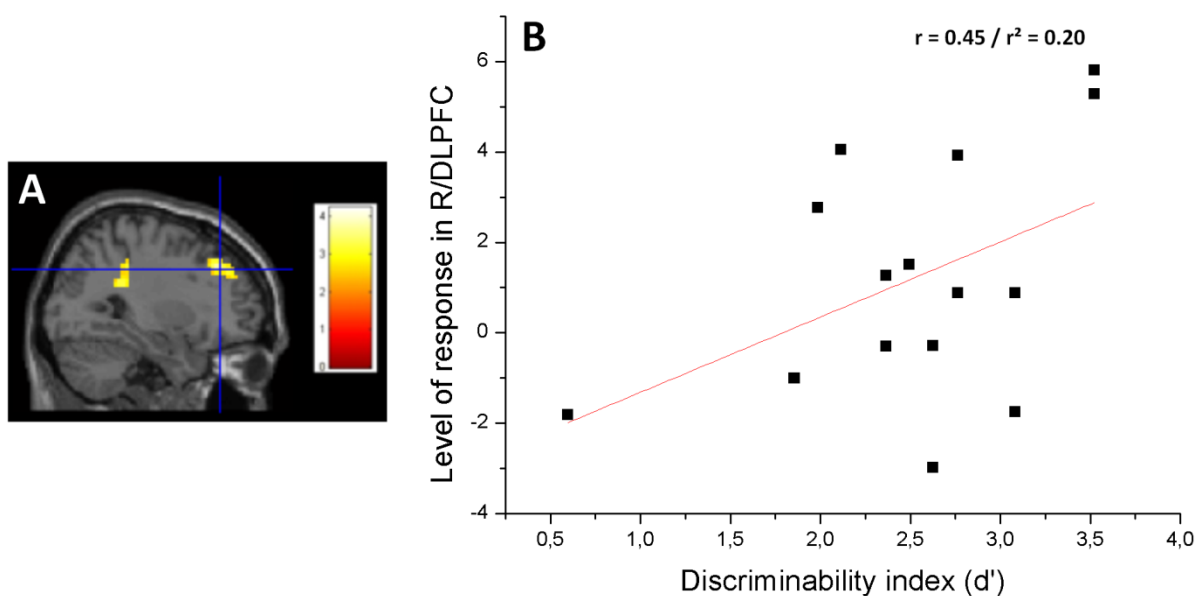 A
4
3
2
1
0
B
r = 0.45 / r² = 0.20
Level of response in R/DLPFC
6
4
2
0
-2
-4
0,5 1,0 1,5 2,0 2,5 3,0 3,5 4,0
Discriminability index (d')